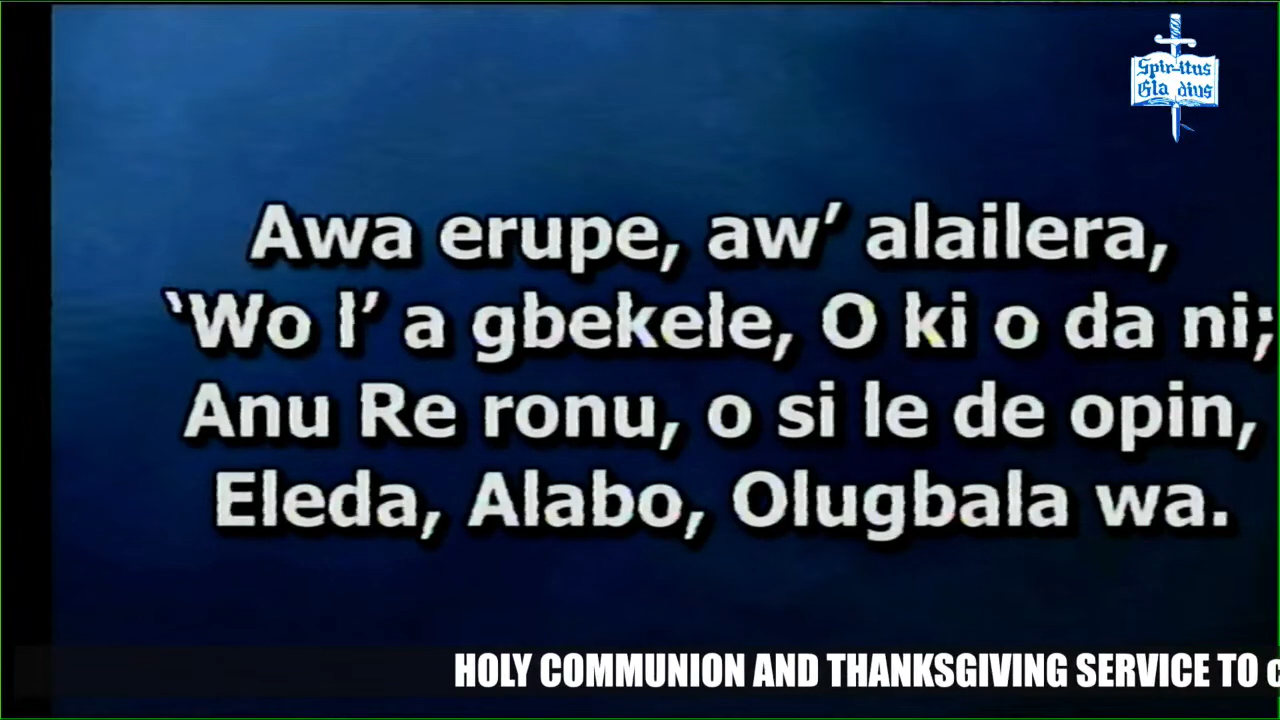 Spiritus
Gladius
Awa erupe, aw’ alailera,
‘Wo l’ a gbekele, O ki o da ni;
Anu Re ronu, o si le de opin,
Eleda, Alabo, Olugbala wa.
HOLY COMMUNION AND THANKSGIVING SERVICE TO